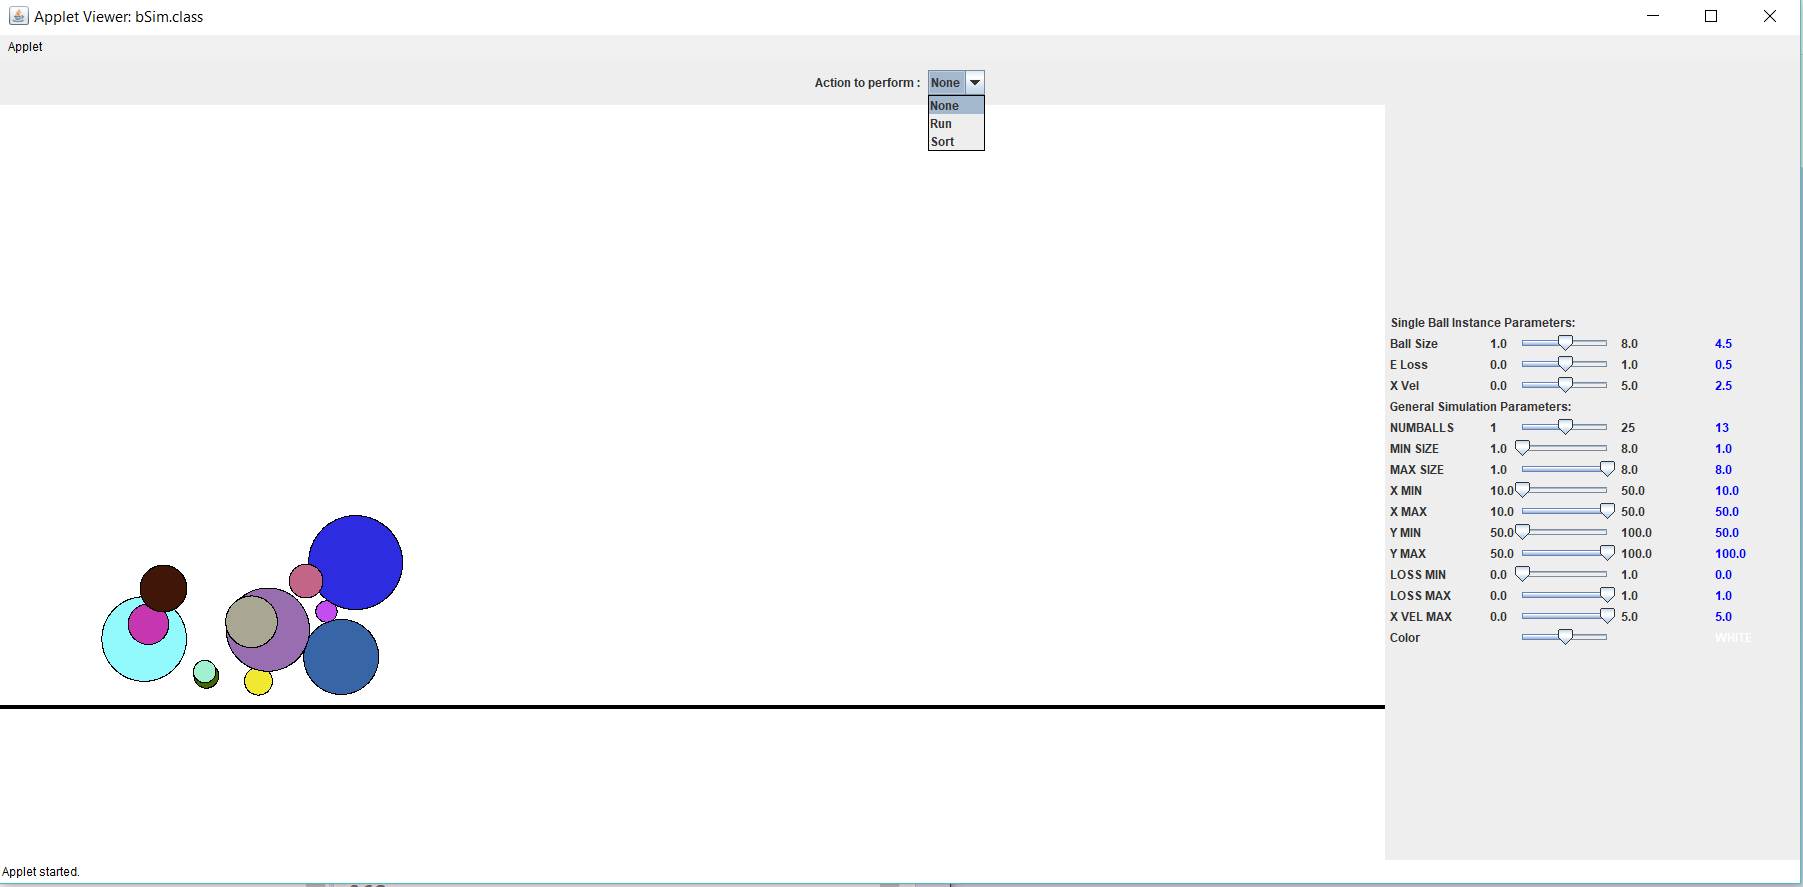 Applet Viewer: bSim.class
Applet
Action to perform : None
None
Run
Sort
Single Ball Instance Parameters:
Ball Size 1.0 8.0 4.5
E Loss 0.0 1.0 0.5
X Vel 0.0 5.0 2.5
General Simulation Parameters:
NUMBALLS 1 25 13
MIN SIZE 1.0 8.0 1.0
MAX SIZE 1.0 8.0 8.0
X MIN 10.0 50.0 10.0
X MAX 10.0 50.0 50.0
Y MIN 50.0 100.0 50.0
Y MAX 50.0 100.0 100.0
LOSS MIN 0.0 1.0 0.0
LOSS MAX 0.0 1.0 1.0
X VEL MAX 0.0 5.0 5.0
Color WHITE
Applet started.